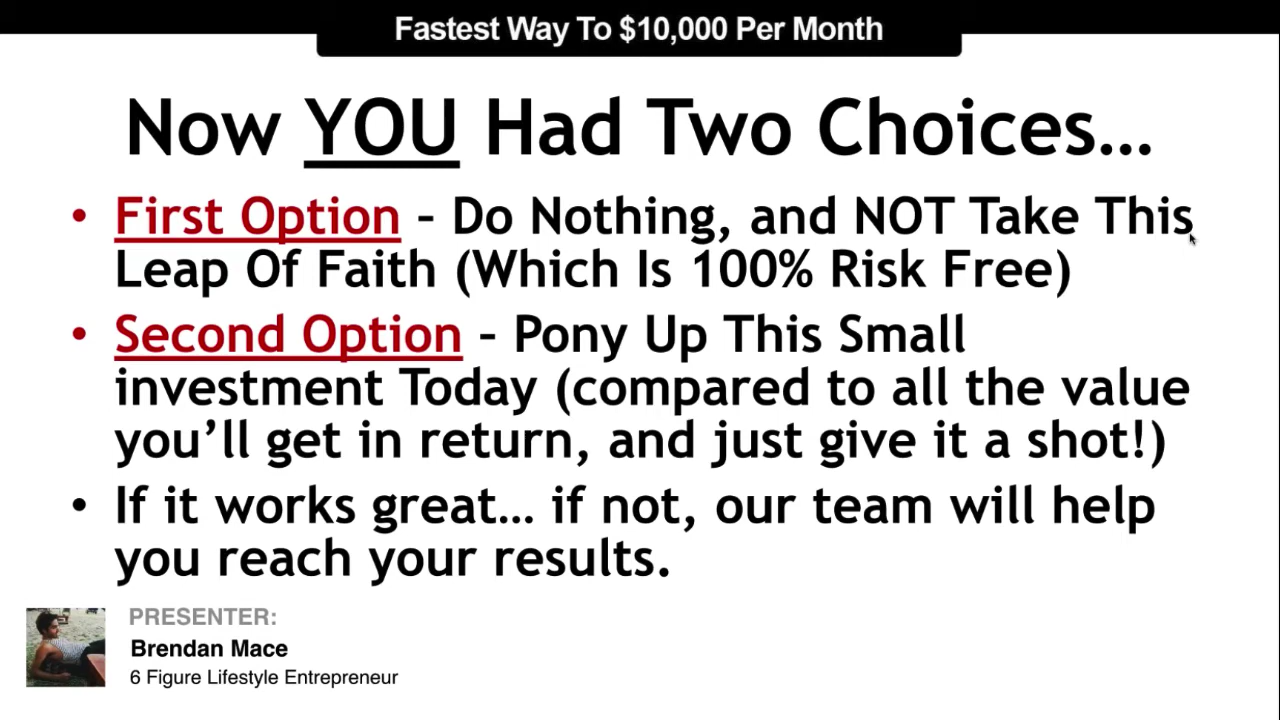 Fastest Way To $10,000 Per Month
Now YOU Had Two Choices…
• First Option – Do Nothing, and NOT Take This
Leap Of Faith (Which Is 100% Risk Free)
• Second Option – Pony Up This Small
investment Today (compared to all the value
you’ll get in return, and just give it a shot!)
• If it works great… if not, our team will help
you reach your results.
PRESENTER:
Brendan Mace
6 Figure Lifestyle Entrepreneur